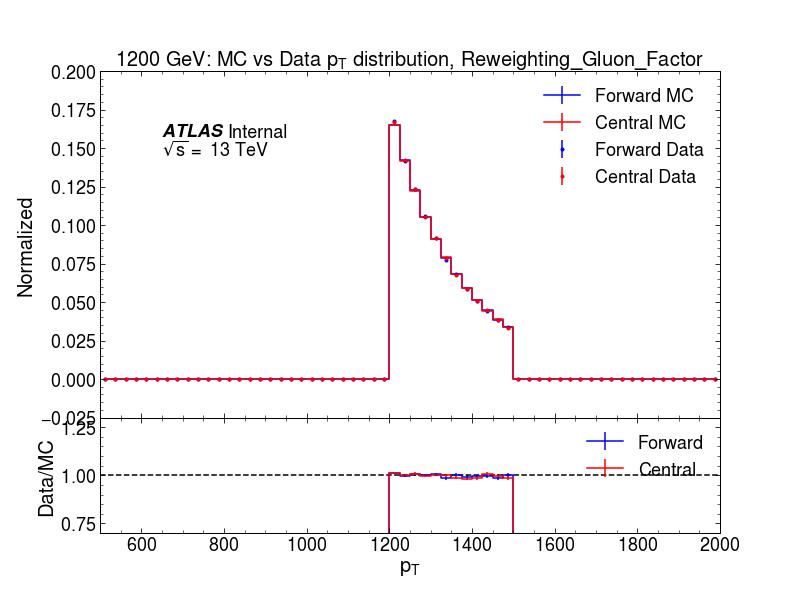 1200 GeV: MC vs Data pT distribution, Reweighting_Gluon_Factor
0.200
0.175
0.150
0.125
0.100
0.075
0.050
0.025
0.000
−0.025
Normalized
ATLAS Internal
√s = 13 TeV
Forward MC
Central MC
Forward Data
Central Data
1.25
1.00
0.75
Data/MC
Forward
Central
600 800 1000 1200 1400 1600 1800 2000
pT